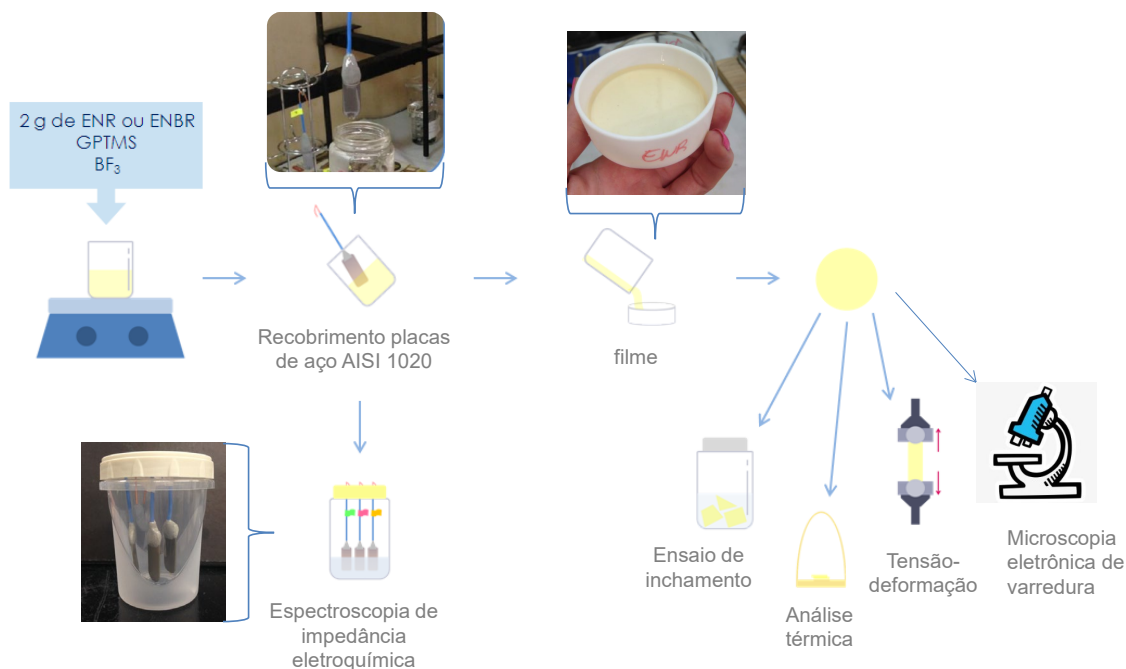 2 g de ENR ou ENBR
GPTMS
BF₃
ENR
Recobrimento placas
de aço AISI 1020
filme
Espectroscopia de
impedância
eletroquímica
Ensaio de
inchamento
Análise
térmica
Tensão-
deformação
Microscopia
eletrônica de
varredura